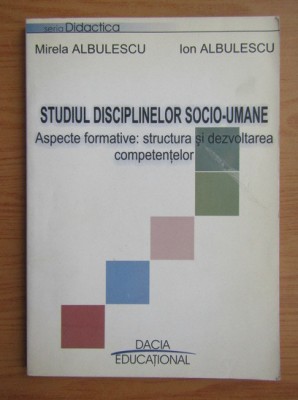 seria Didactica
Mirela ALBULESCU Ion ALBULESCU
STUDIUL DISCIPLINELOR SOCIO-UMANE
Aspecte formative: structura și dezvoltarea
competențelor
DACIA
EDUCAȚIONAL